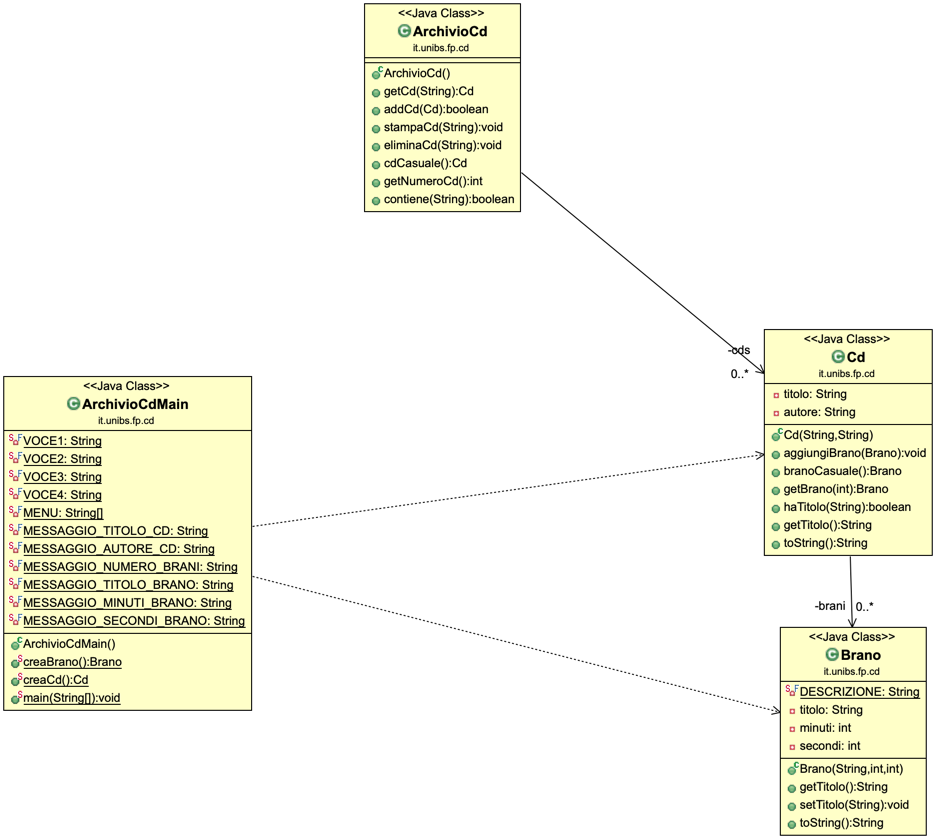 <<Java Class>>
ArchivioCd
it.unibs.fp.cd
ArchivioCd()
getCd(String):Cd
addCd(Cd):boolean
stampaCd(String):void
eliminaCd(String):void
cdCasuale():Cd
getNumeroCd():int
contiene(String):boolean
-cds
0..*
<<Java Class>>
Cd
it.unibs.fp.cd
titolo: String
autore: String
Cd(String,String)
aggiungiBrano(Brano):void
branoCasuale():Brano
getBrano(int):Brano
haTitolo(String):boolean
getTitolo():String
toString():String
<<Java Class>>
ArchivioCdMain
it.unibs.fp.cd
VOCE1: String
VOCE2: String
VOCE3: String
VOCE4: String
MENU: String[]
MESSAGGIO_TITOLO_CD: String
MESSAGGIO_AUTORE_CD: String
MESSAGGIO_NUMERO_BRANI: String
MESSAGGIO_TITOLO_BRANO: String
MESSAGGIO_MINUTI_BRANO: String
MESSAGGIO_SECONDI_BRANO: String
ArchivioCdMain()
creaBrano():Brano
creaCd():Cd
main(String[]):void
-brani 0..*
<<Java Class>>
Brano
it.unibs.fp.cd
DESCRIZIONE: String
titolo: String
minuti: int
secondi: int
Brano(String,int,int)
getTitolo():String
setTitolo(String):void
toString():String